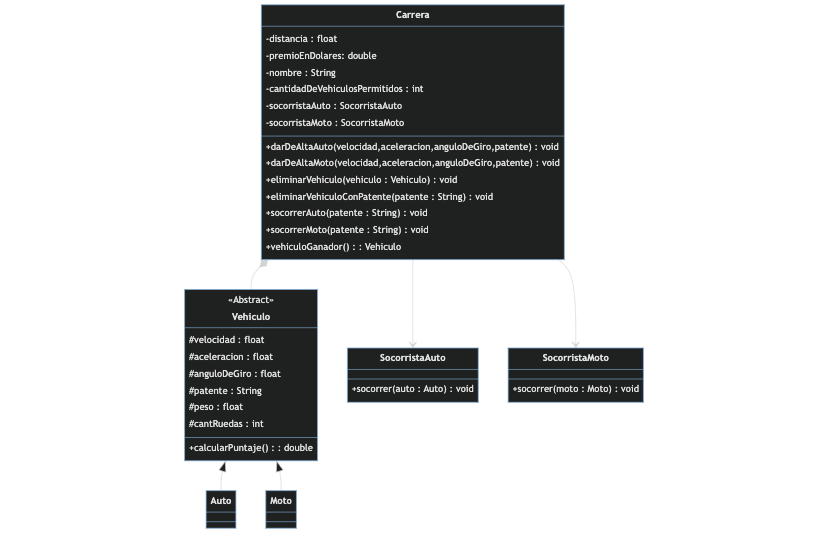 Carrera
-distancia : float
-premioEnDolares: double
-nombre : String
-cantidadDeVehiculosPermitidos : int
-socorristaAuto : SocorristaAuto
-socorristaMoto : SocorristaMoto
+darDeAltaAuto(velocidad,aceleracion,anguloDeGiro,patente) : void
+darDeAltaMoto(velocidad,aceleracion,anguloDeGiro,patente) : void
+eliminarVehiculo(vehiculo : Vehiculo) : void
+eliminarVehiculoConPatente(patente : String) : void
+socorrerAuto(patente : String) : void
+socorrerMoto(patente : String) : void
+vehiculoGanador() : : Vehiculo
«Abstract»
Vehiculo
#velocidad : float
#aceleracion : float
#anguloDeGiro : float
#patente : String
#peso : float
#cantRuedas : int
+calcularPuntaje() : : double
SocorristaAuto
+socorrer(auto : Auto) : void
SocorristaMoto
+socorrer(moto : Moto) : void
Auto
Moto